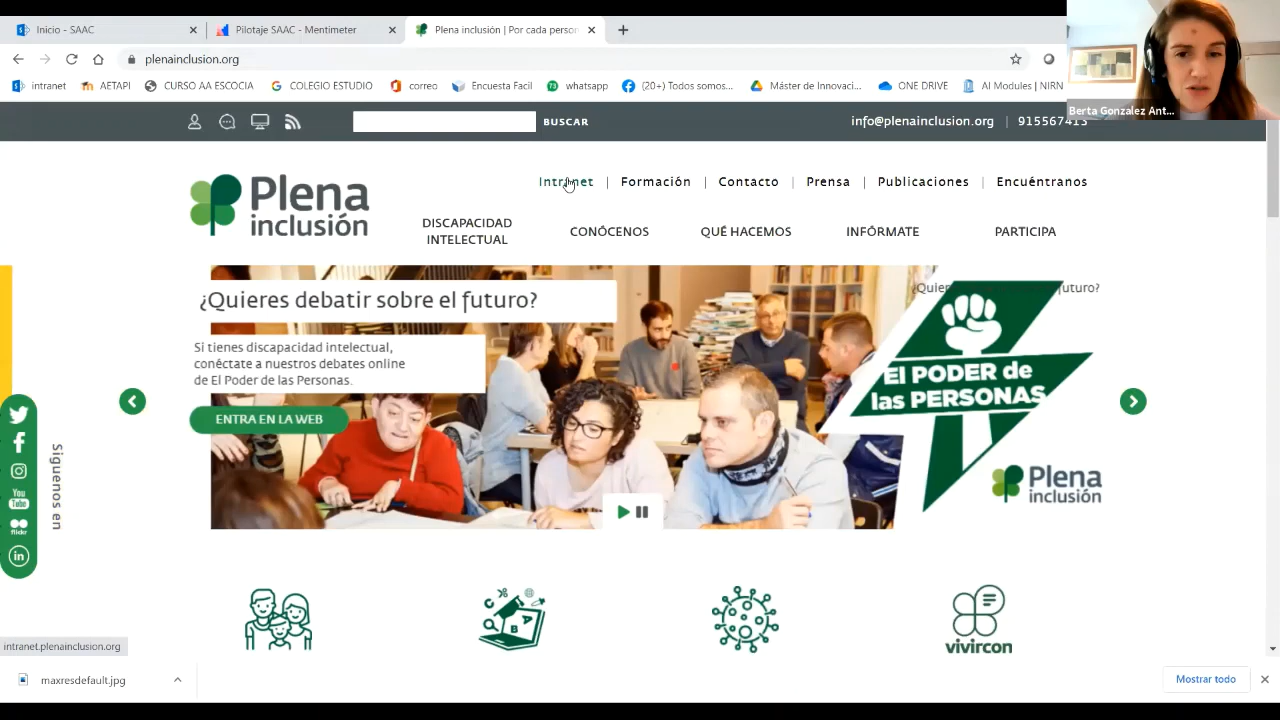 Inicio - SAAC
Pilotaje SAAC - Mentimeter
Plena inclusión | Por cada person
plenainclusion.org
intranet
AETAPI
CURSO AA ESCOCIA
COLEGIO ESTUDIO...
correo
Encuesta Facil
whatsapp
(20+) Todos somos...
Máster de Innovaci...
ONE DRIVE
AI Modules | NIRN
Berta Gonzalez Ant...
BUSCAR
info@plenainclusion.org | 915567413
Intranet | Formación | Contacto | Prensa | Publicaciones | Encuéntranos
Plena
inclusión
DISCAPACIDAD
INTELECTUAL
CONÓCENOS
QUÉ HACEMOS
INFÓRMATE
PARTICIPA
¿Quieres debatir sobre el futuro?
Si tienes discapacidad intelectual,
conéctate a nuestros debates online
de El Poder de las Personas.
ENTRA EN LA WEB
El PODER de
las PERSONAS
Plena
inclusión
Síguenos en
You
Tube
flickr
in
vivircon
intranet.plenainclusion.org
maxresdefault.jpg
Mostrar todo